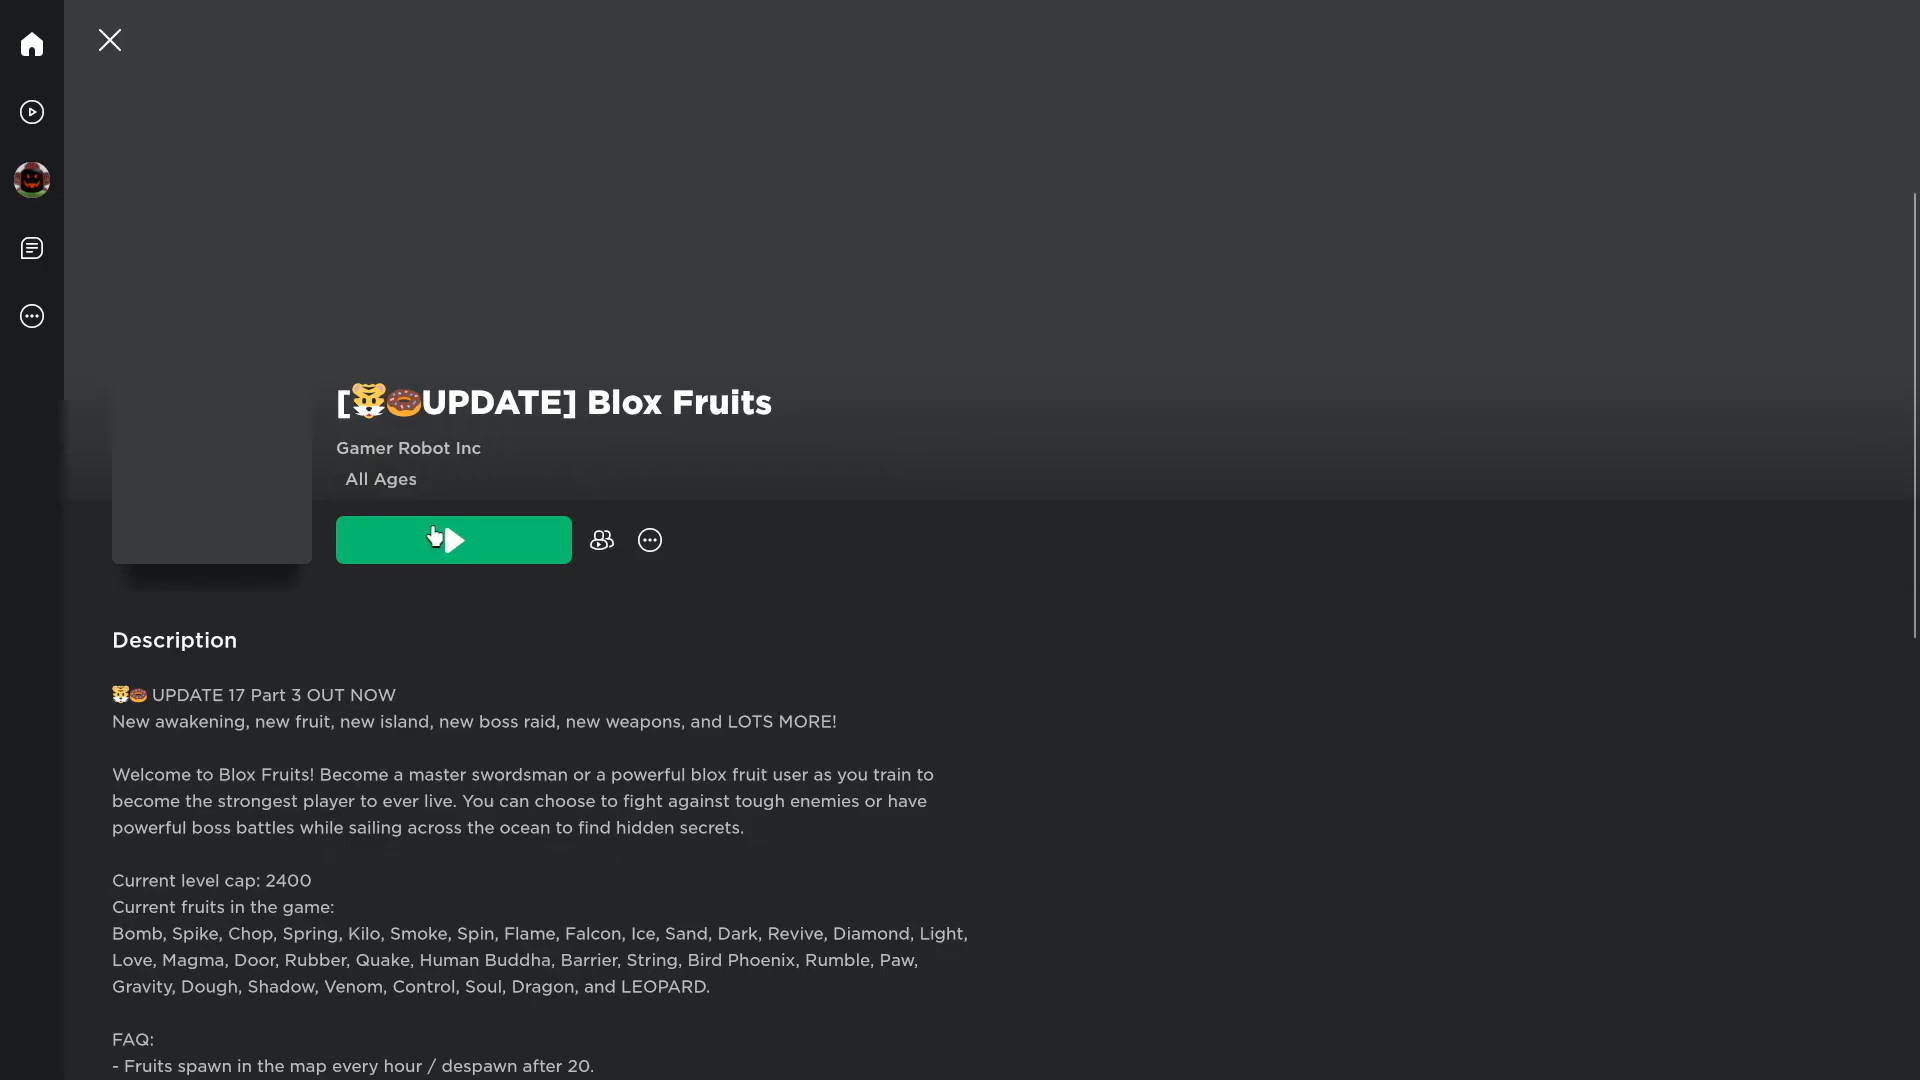 [🐯🍩UPDATE] Blox Fruits
Gamer Robot Inc
All Ages
Description
🐯🍩 UPDATE 17 Part 3 OUT NOW
New awakening, new fruit, new island, new boss raid, new weapons, and LOTS MORE!
Welcome to Blox Fruits! Become a master swordsman or a powerful blox fruit user as you train to
become the strongest player to ever live. You can choose to fight against tough enemies or have
powerful boss battles while sailing across the ocean to find hidden secrets.
Current level cap: 2400
Current fruits in the game:
Bomb, Spike, Chop, Spring, Kilo, Smoke, Spin, Flame, Falcon, Ice, Sand, Dark, Revive, Diamond, Light,
Love, Magma, Door, Rubber, Quake, Human Buddha, Barrier, String, Bird Phoenix, Rumble, Paw,
Gravity, Dough, Shadow, Venom, Control, Soul, Dragon, and LEOPARD.
FAQ:
- Fruits spawn in the map every hour / despawn after 20.